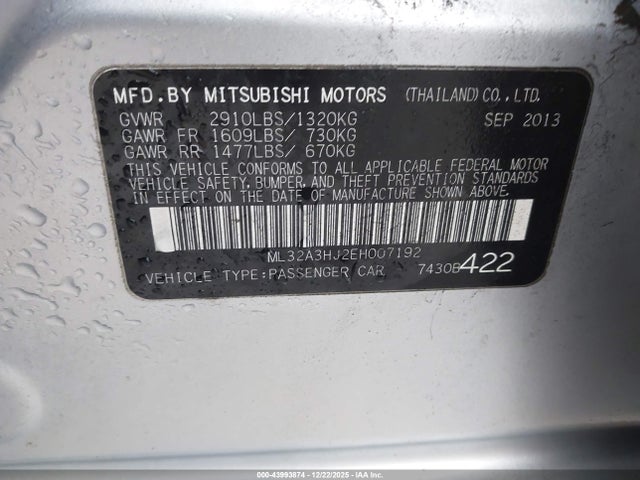 MFD.BY MITSUBISHI MOTORS (THAILAND)CO.,LTD.
GVWR 2910LBS/1320KG SEP 2013
GAWR FR 1609LBS/ 730KG
GAWR RR 1477LBS/ 670KG
THIS VEHICLE CONFORMS TO ALL APPLICABLE FEDERAL MOTOR
VEHICLE SAFETY, BUMPER, AND THEFT PREVENTION STANDARDS
IN EFFECT ON THE DATE OF MANUFACTURE SHOWN ABOVE.
ML32A3HJ2EH007192
VEHICLE TYPE:PASSENGER CAR 7430B422
000-43993874 12/22/2025 IAAI.CA